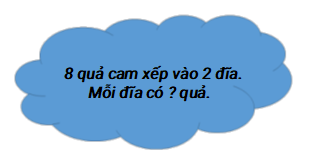 8 quả cam xếp vào 2 đĩa.
Mỗi đĩa có ? quả.